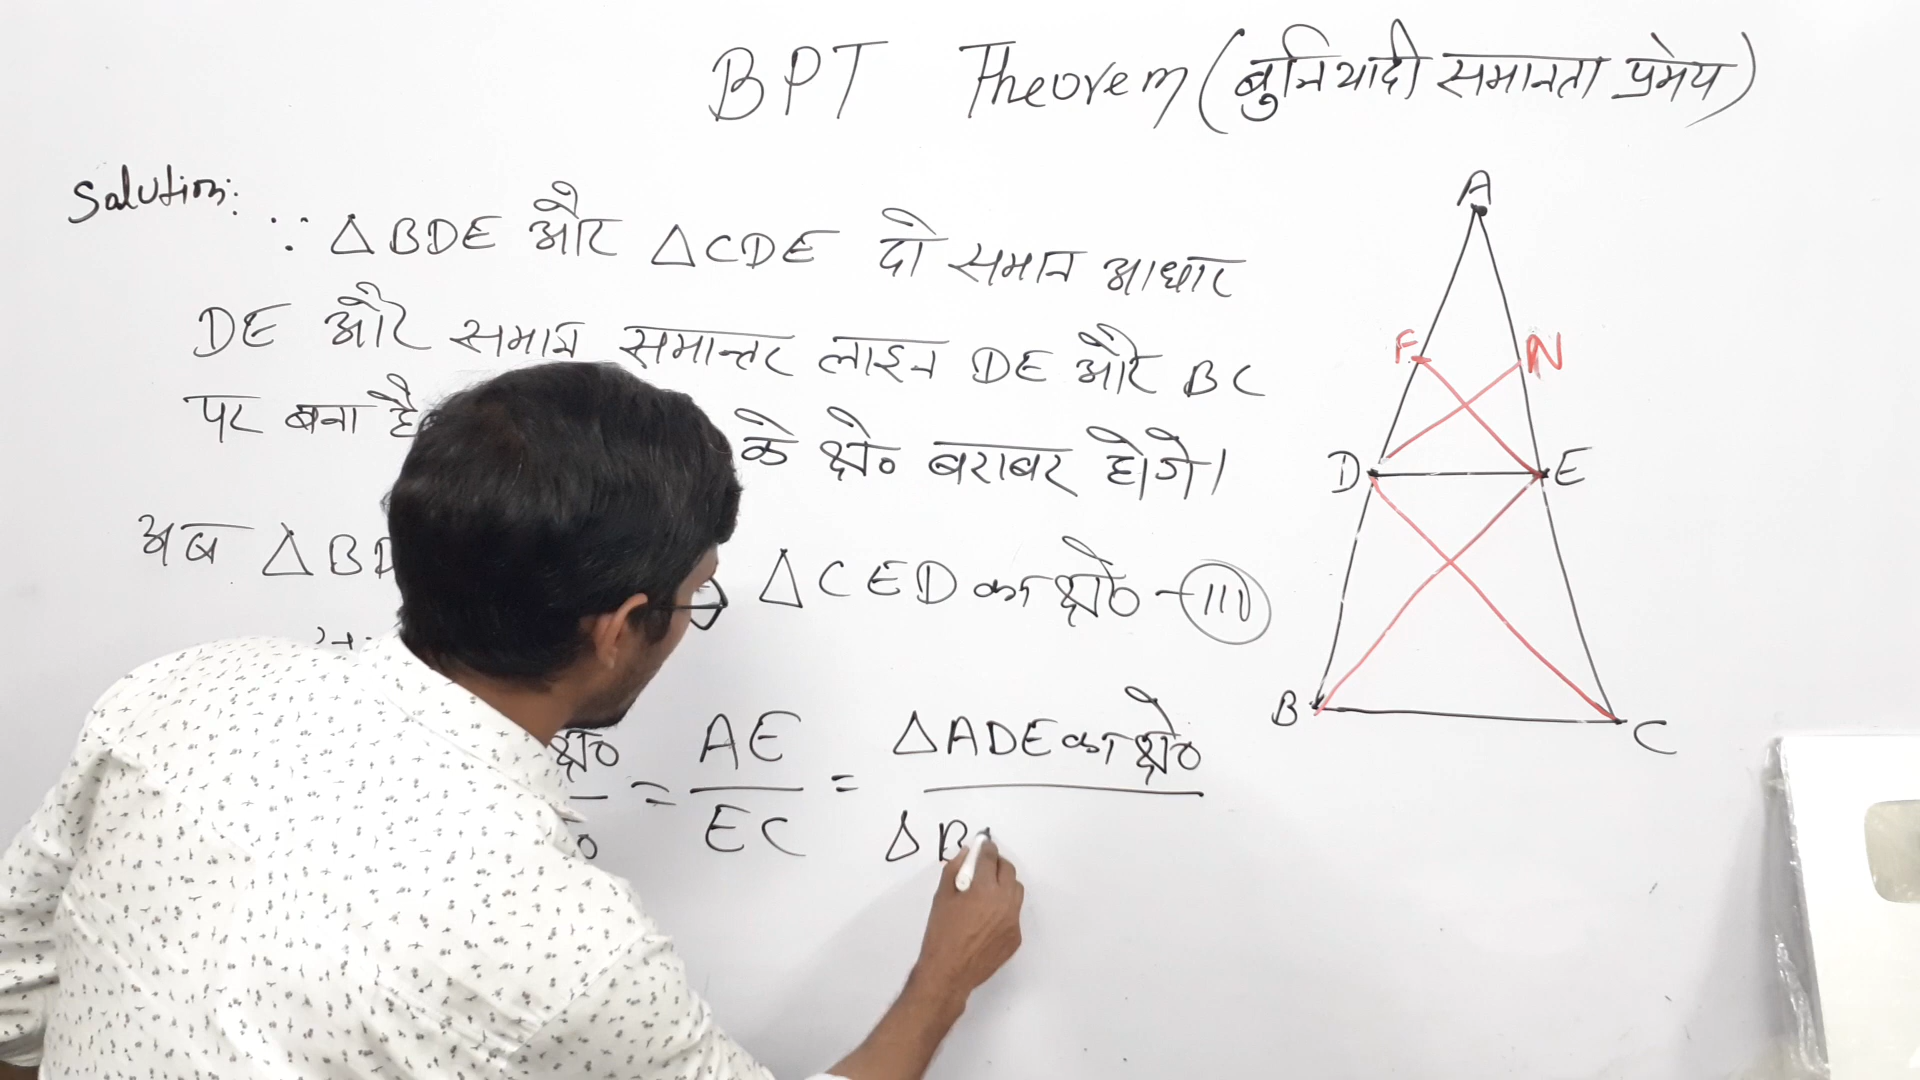 BPT Theorem (बुनियादी समानता प्रमेय)
Solution:
∵ △BDE और △CDE दो समान आधार
DE और समान समान्तर लाइन DE और BC
पर बना है के क्षे० बराबर होगे।
अब △BD △CED का क्षे० - (III)
क्षे० = AE / EC = △ADE का क्षे० / △B
A
F N
D E
B C